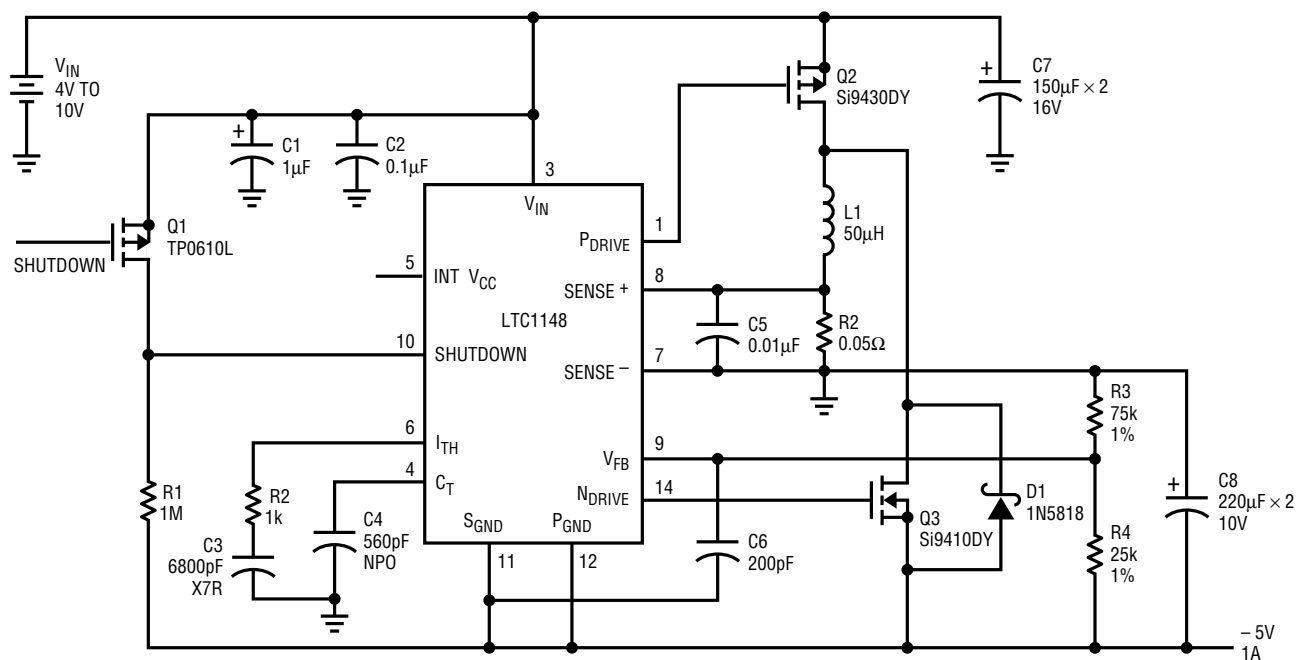 V_IN
4V TO
10V
C1
1µF
C2
0.1µF
Q1
TP0610L
SHUTDOWN
R1
1M
R2
1k
C3
6800pF
X7R
C4
560pF
NPO
3
V_IN
5
INT V_CC
10
SHUTDOWN
6
I_TH
4
C_T
LTC1148
S_GND
11
P_GND
12
P_DRIVE
1
SENSE +
8
SENSE –
7
V_FB
9
N_DRIVE
14
Q2
Si9430DY
+
C7
150µF × 2
16V
L1
50µH
C5
0.01µF
R2
0.05Ω
C6
200pF
Q3
Si9410DY
D1
1N5818
R3
75k
1%
R4
25k
1%
+
C8
220µF × 2
10V
– 5V
1A
+